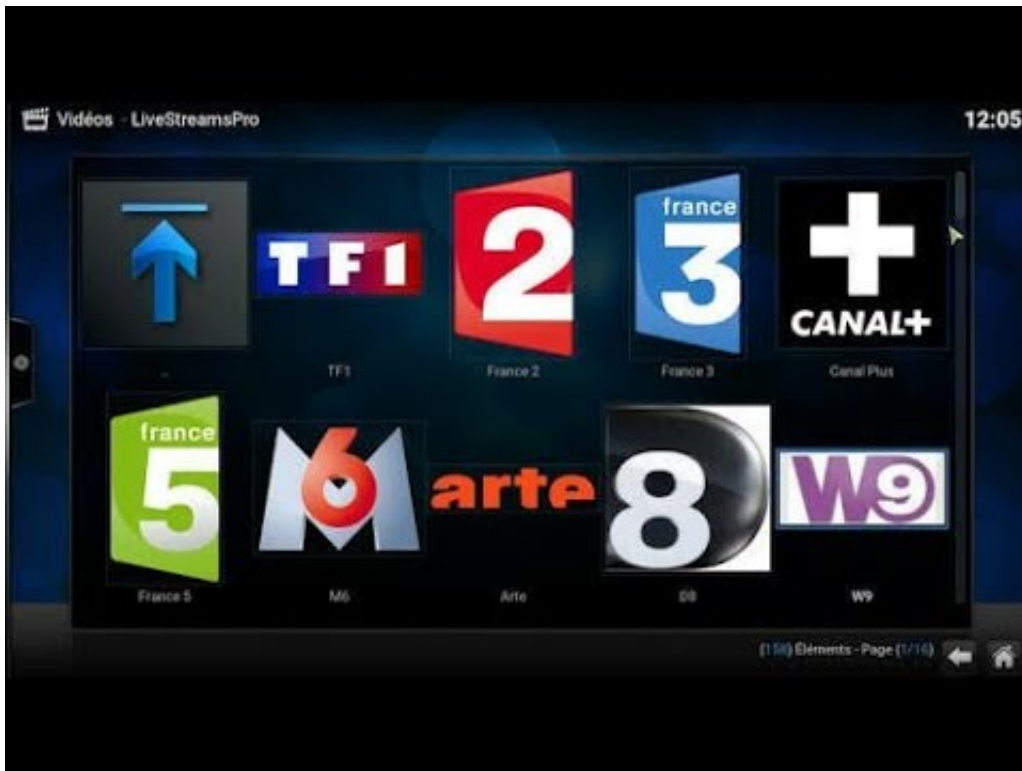 Vidéos - LiveStreamsPro
12:05
TF1
2
france
3
CANAL+
..
TF1
France 2
France 3
Canal Plus
france
5
M6
arte
8
W9
France 5
M6
Arte
D8
W9
(158) Éléments - Page (1/16)